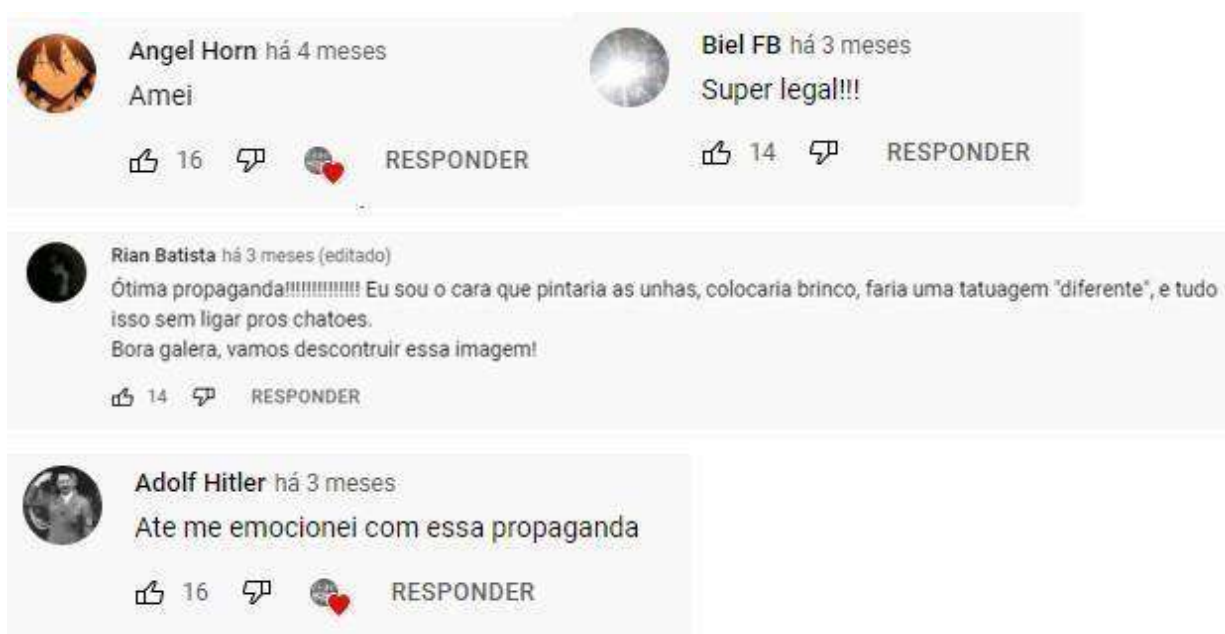 Angel Horn há 4 meses
Amei
16 RESPONDER
Biel FB há 3 meses
Super legal!!!
14 RESPONDER
Rian Batista há 3 meses (editado)
Ótima propaganda!!!!!!!!!!!!!!! Eu sou o cara que pintaria as unhas, colocaria brinco, faria uma tatuagem "diferente", e tudo
isso sem ligar pros chatoes.
Bora galera, vamos descontruir essa imagem!
14 RESPONDER
Adolf Hitler há 3 meses
Ate me emocionei com essa propaganda
16 RESPONDER